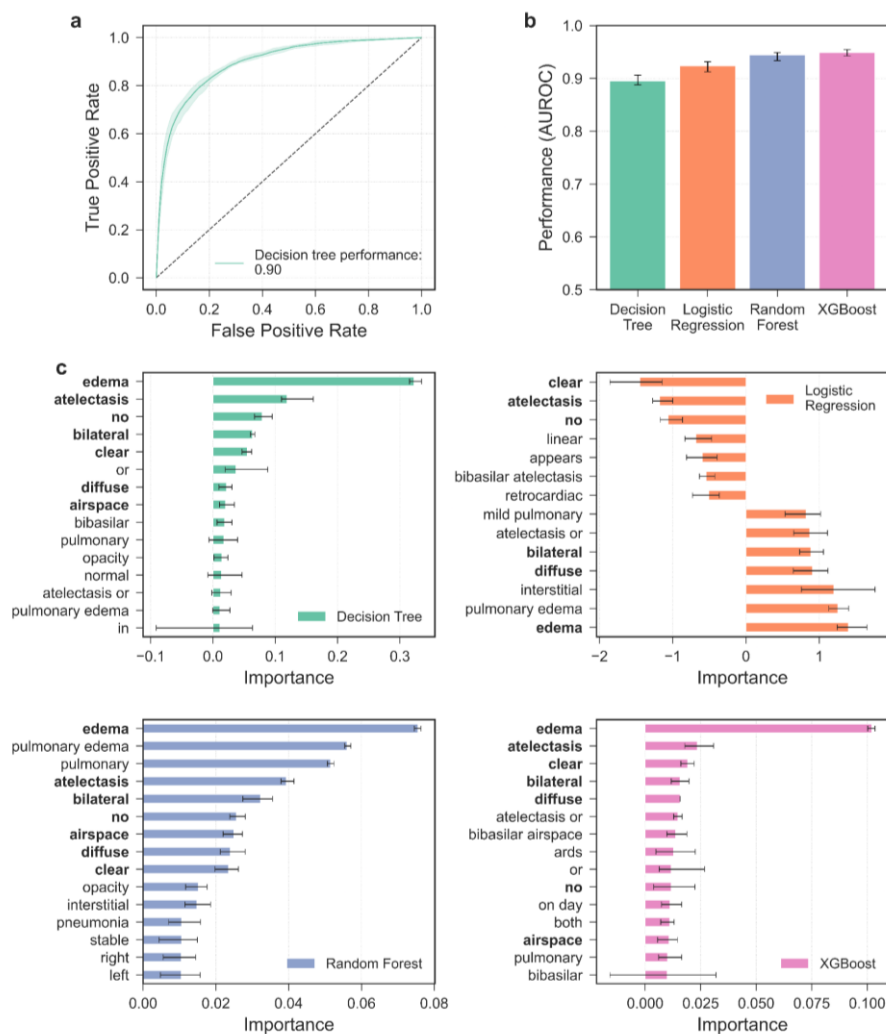 a
1.0
0.8
0.6
0.4
0.2
0.0
True Positive Rate
Decision tree performance:
0.90
0.0 0.2 0.4 0.6 0.8 1.0
False Positive Rate
b
1.0
0.9
0.8
0.7
0.6
0.5
Performance (AUROC)
Decision
Tree
Logistic
Regression
Random
Forest
XGBoost
c
edema
atelectasis
no
bilateral
clear
or
diffuse
airspace
bibasilar
pulmonary
opacity
normal
atelectasis or
pulmonary edema
in
Decision Tree
−0.1 0.0 0.1 0.2 0.3
Importance
clear
atelectasis
no
linear
appears
bibasilar atelectasis
retrocardiac
mild pulmonary
atelectasis or
bilateral
diffuse
interstitial
pulmonary edema
edema
Logistic
Regression
−2 −1 0 1
Importance
edema
pulmonary edema
pulmonary
atelectasis
bilateral
no
airspace
diffuse
clear
opacity
interstitial
pneumonia
stable
right
left
Random Forest
0.00 0.02 0.04 0.06 0.08
Importance
edema
atelectasis
clear
bilateral
diffuse
atelectasis or
bibasilar airspace
ards
or
no
on day
both
airspace
pulmonary
bibasilar
XGBoost
0.000 0.025 0.050 0.075 0.100
Importance